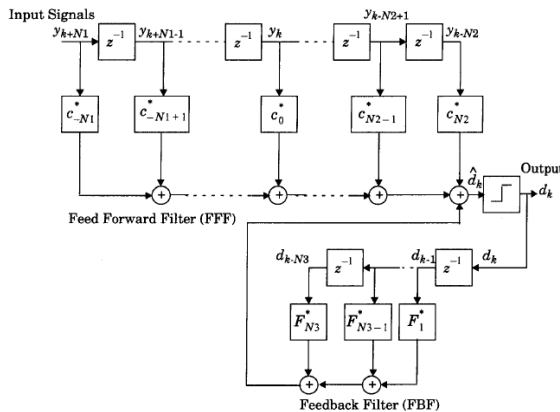 Input Signals
y_{k+N1} z^{-1} y_{k+N1-1} z^{-1} y_k z^{-1} y_{k-N2+1} z^{-1} y_{k-N2}
c^*_{-N1} c^*_{-N1+1} c^*_0 c^*_{N2-1} c^*_{N2}
+ + + + \hat{d}_k Output d_k
Feed Forward Filter (FFF)
d_{k-N3} z^{-1} d_{k-1} z^{-1} d_k
F^*_{N3} F^*_{N3-1} F^*_1
+ +
Feedback Filter (FBF)